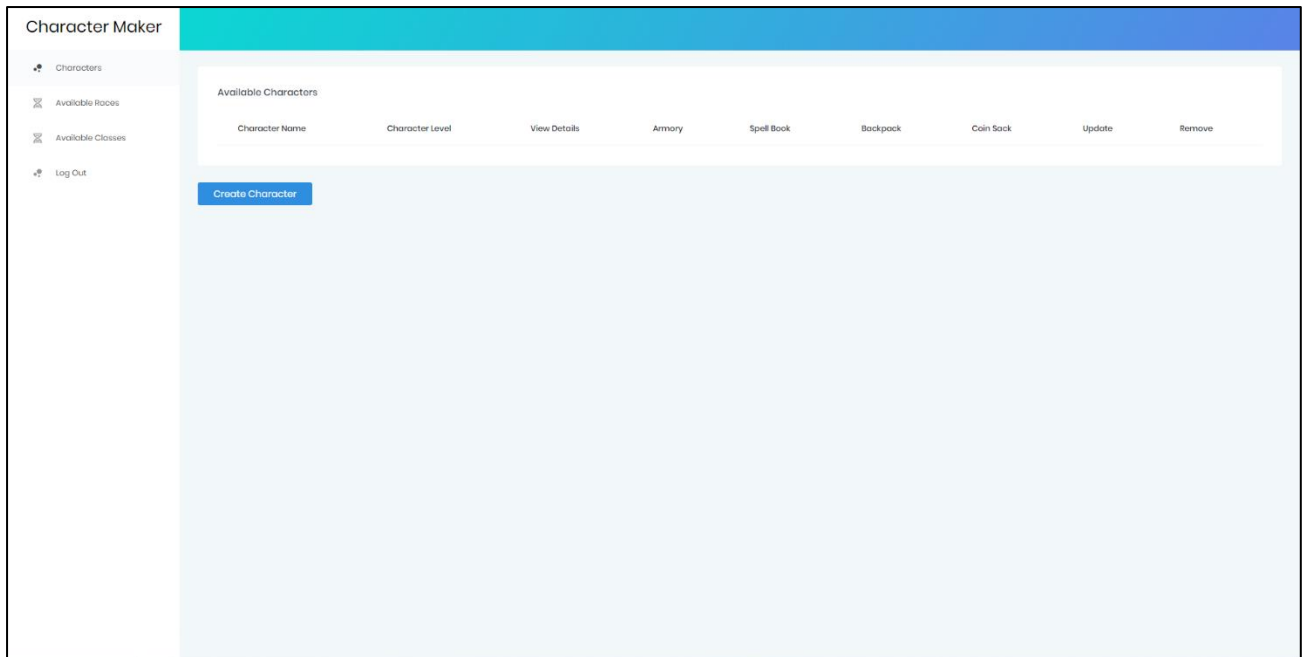 Character Maker
Characters
Available Races
Available Classes
Log Out
Available Characters
Character Name Character Level View Details Armory Spell Book Backpack Coin Sack Update Remove
Create Character